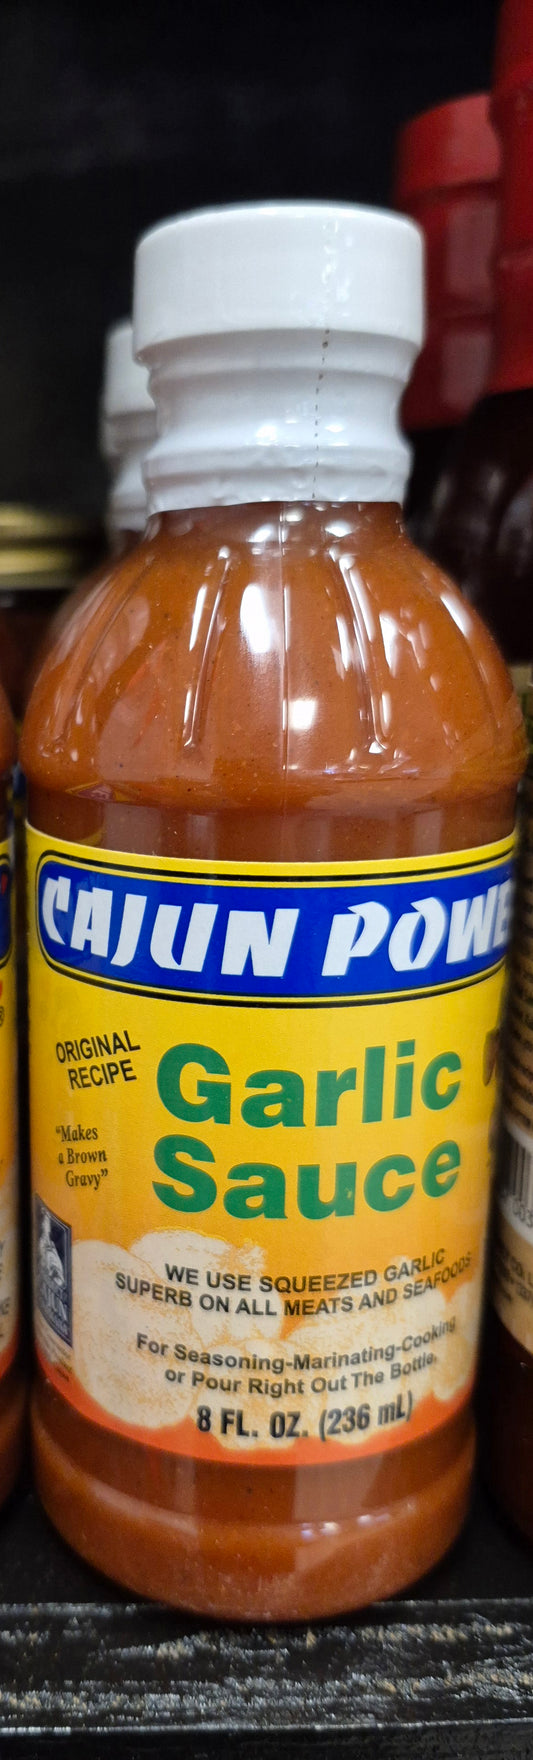 CAJUN POWE
ORIGINAL
RECIPE
Garlic
Sauce
"Makes
a Brown
Gravy"
WE USE SQUEEZED GARLIC
SUPERB ON ALL MEATS AND SEAFOODS
For Seasoning-Marinating-Cooking
or Pour Right Out The Bottle.
8 FL. OZ. (236 mL)